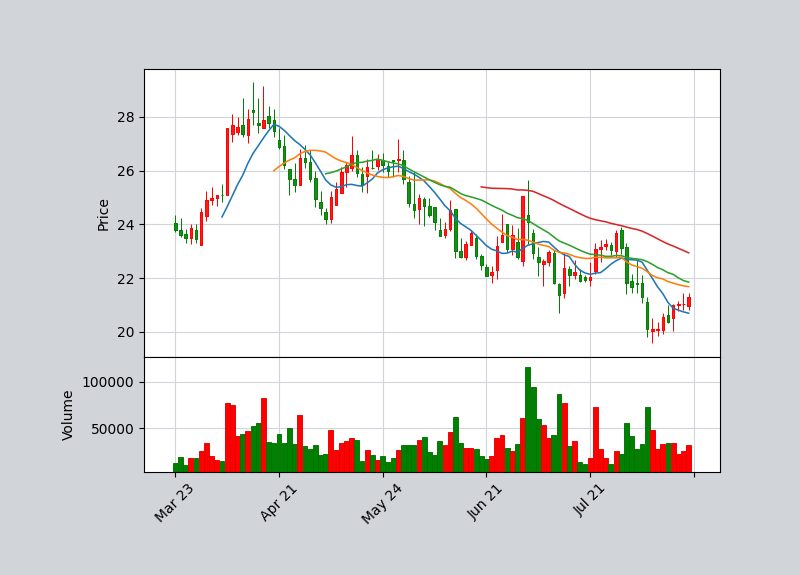 Price
28
26
24
22
20
Volume
100000
50000
Mar 23
Apr 21
May 24
Jun 21
Jul 21